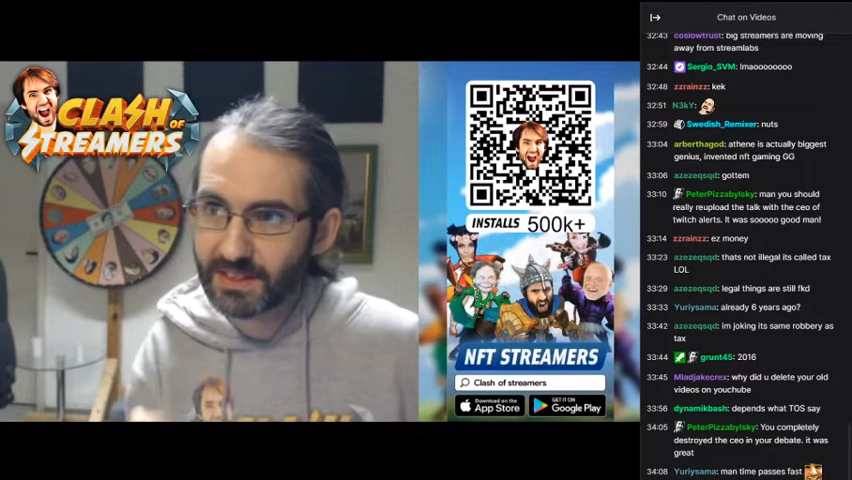 CLASH
OF
STREAMERS
INSTALLS 500k+
NFT STREAMERS
Clash of streamers
Download on the
App Store
GET IT ON
Google Play
Chat on Videos
32:43 coslowtrust: big streamers are moving
away from streamlabs
32:44 Sergio_SVM: lmaoooooooo
32:48 zzrainzz: kek
32:51 N3kY:
32:59 Swedish_Remixer: nuts
33:04 arberthagod: athene is actually biggest
genius, invented nft gaming GG
33:06 azezeqsqd: gottem
33:10 PeterPizzabylsky: man you should
really reupload the talk with the ceo of
twitch alerts. It was sooooo good man!
33:14 zzrainzz: ez money
33:23 azezeqsqd: thats not illegal its called tax
LOL
33:29 azezeqsqd: legal things are still fkd
33:33 Yuriysama: already 6 years ago?
33:42 azezeqsqd: im joking its same robbery as
tax
33:44 grunt45: 2016
33:45 Mladjakecrex: why did u delete your old
videos on youchube
33:56 dynamikbash: depends what TOS say
34:05 PeterPizzabylsky: You completely
destroyed the ceo in your debate. it was
great
34:08 Yuriysama: man time passes fast